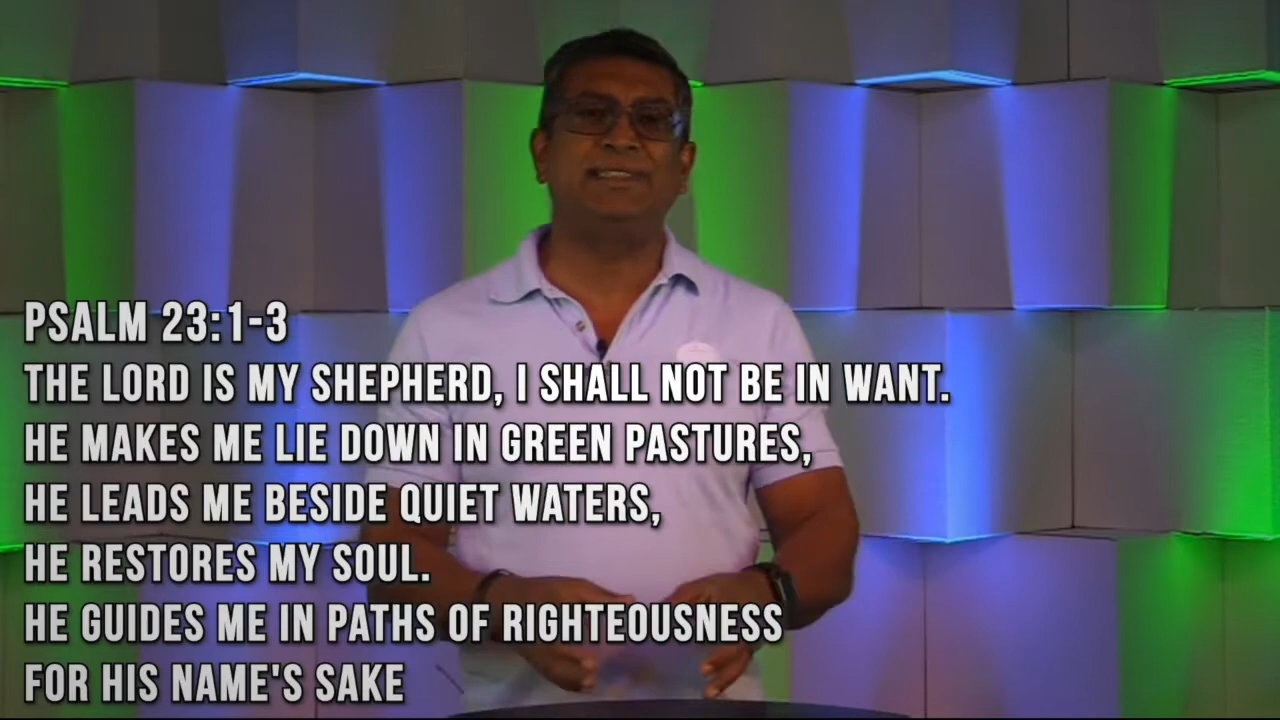 PSALM 23:1-3
THE LORD IS MY SHEPHERD, I SHALL NOT BE IN WANT.
HE MAKES ME LIE DOWN IN GREEN PASTURES,
HE LEADS ME BESIDE QUIET WATERS,
HE RESTORES MY SOUL.
HE GUIDES ME IN PATHS OF RIGHTEOUSNESS
FOR HIS NAME'S SAKE